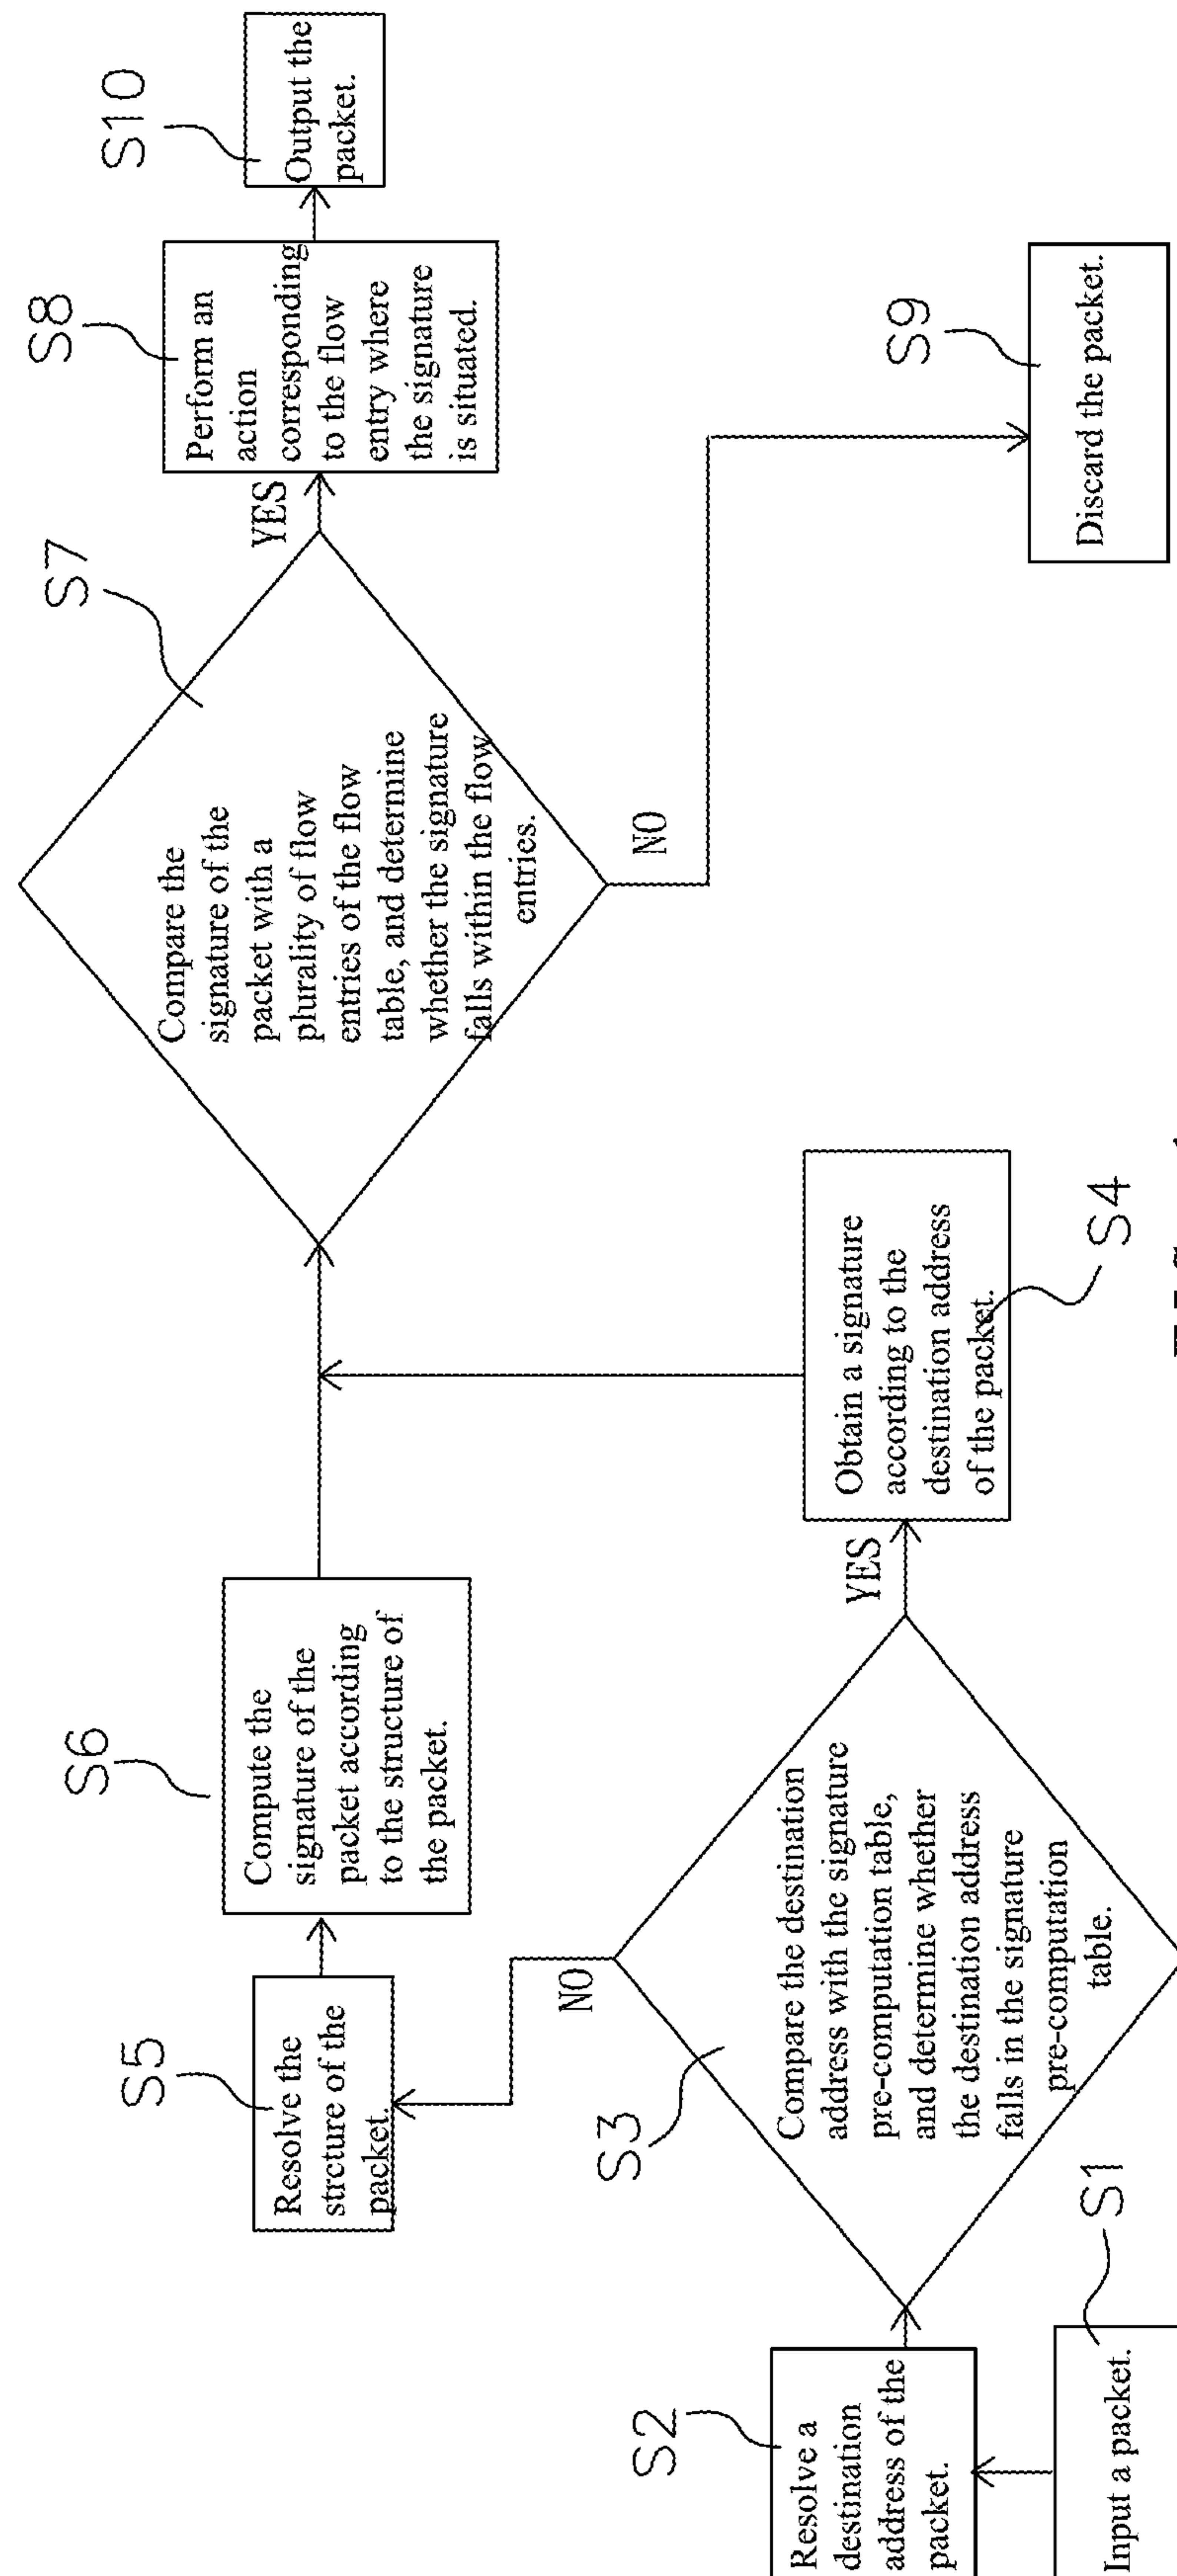 S1
Input a packet.
S2
Resolve a
destination
address of the
packet.
S3
Compare the destination
address with the signature
pre-computation table,
and determine whether
the destination address
falls in the signature
pre-computation
table.
YES
NO
S4
Obtain a signature
according to the
destination address
of the packet.
S5
Resolve the
strcture of the
packet.
S6
Compute the
signature of the
packet according
to the structure of
the packet.
S7
Compare the
signature of the
packet with a
plurality of flow
entries of the flow
table, and determine
whether the signature
falls within the flow
entries.
YES
NO
S8
Perform an
action
corresponding
to the flow
entry where
the signature
is situated.
S9
Discard the packet.
S10
Output the
packet.